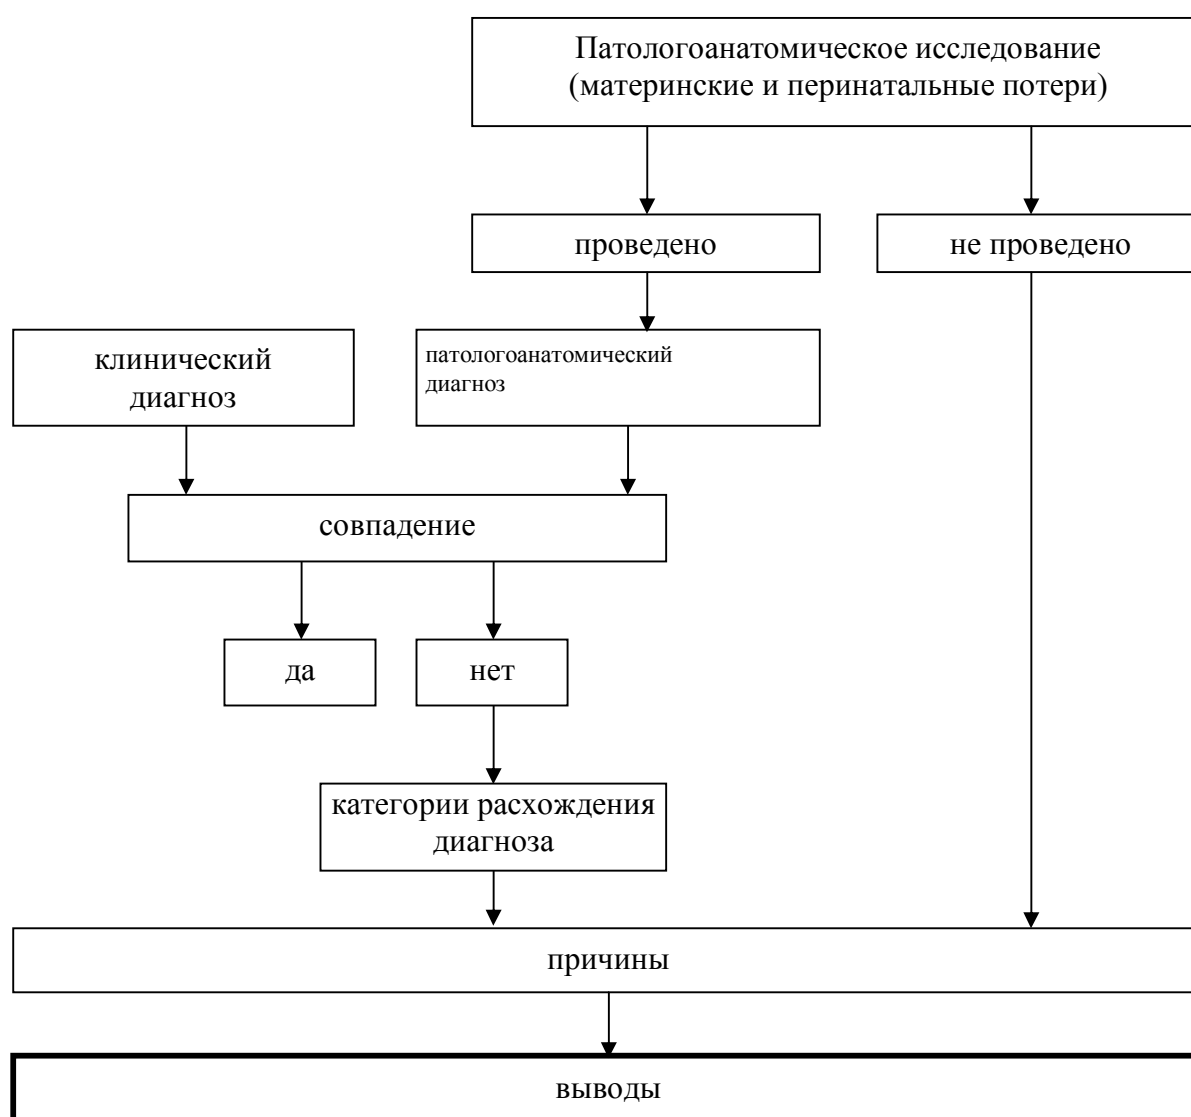 Патологоанатомическое исследование
(материнские и перинатальные потери)
проведено
не проведено
клинический
диагноз
патологоанатомический
диагноз
совпадение
да
нет
категории расхождения
диагноза
причины
выводы